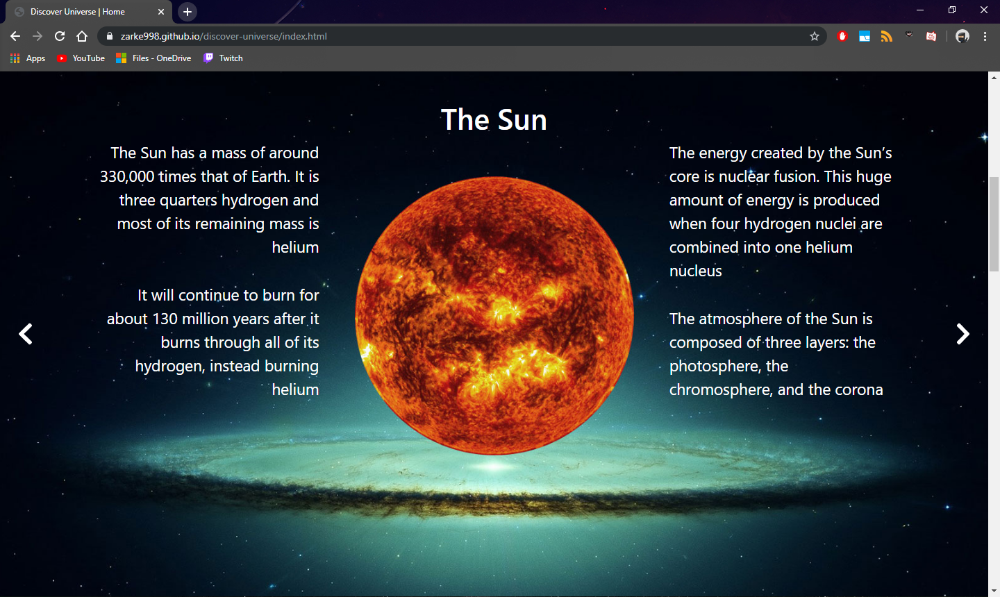 Discover Universe | Home
zarke998.github.io/discover-universe/index.html
Apps
YouTube
Files - OneDrive
Twitch
The Sun
The Sun has a mass of around
330,000 times that of Earth. It is
three quarters hydrogen and
most of its remaining mass is
helium
It will continue to burn for
about 130 million years after it
burns through all of its
hydrogen, instead burning
helium
The energy created by the Sun’s
core is nuclear fusion. This huge
amount of energy is produced
when four hydrogen nuclei are
combined into one helium
nucleus
The atmosphere of the Sun is
composed of three layers: the
photosphere, the
chromosphere, and the corona